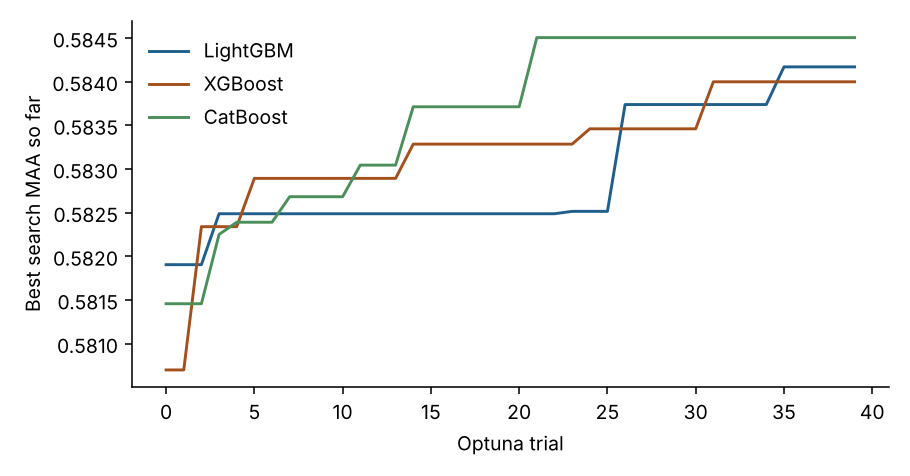 0.5845
0.5840
0.5835
0.5830
0.5825
0.5820
0.5815
0.5810
Best search MAA so far
LightGBM
XGBoost
CatBoost
0 5 10 15 20 25 30 35 40
Optuna trial